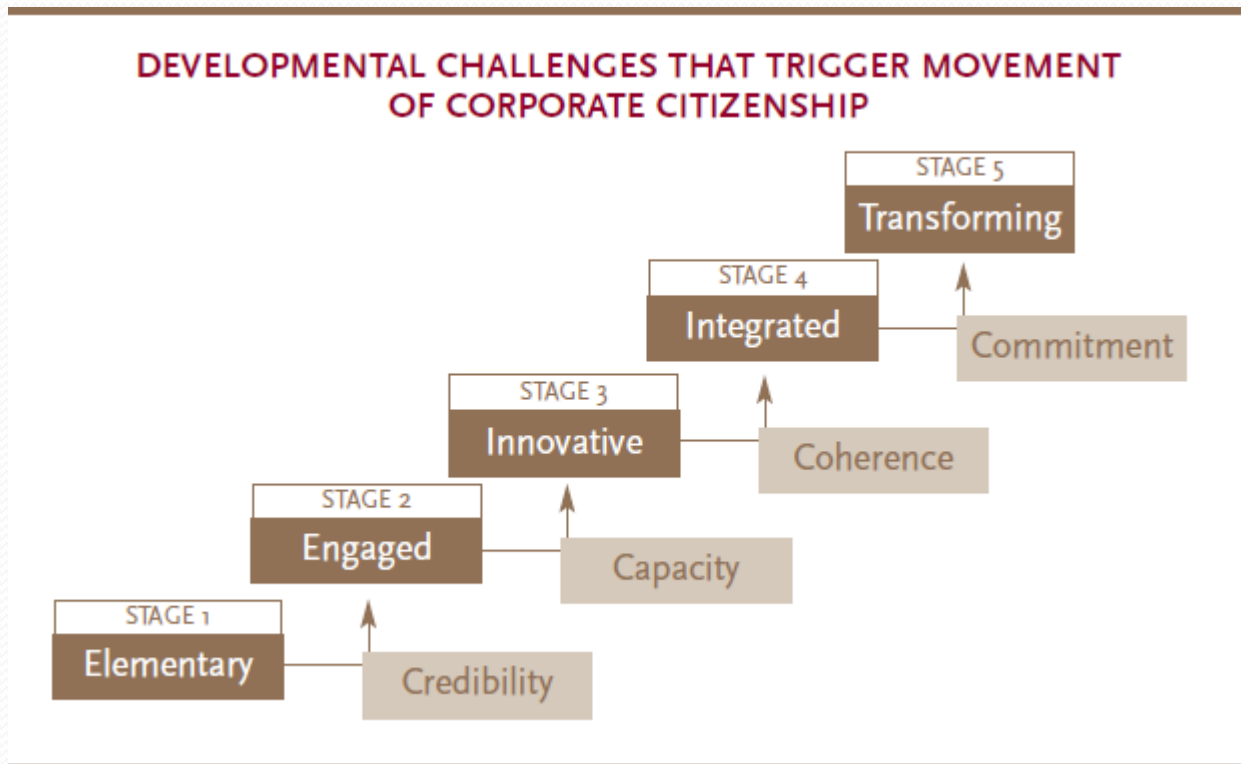 DEVELOPMENTAL CHALLENGES THAT TRIGGER MOVEMENT
OF CORPORATE CITIZENSHIP
STAGE 5
Transforming
STAGE 4
Integrated
Commitment
STAGE 3
Innovative
Coherence
STAGE 2
Engaged
Capacity
STAGE 1
Elementary
Credibility